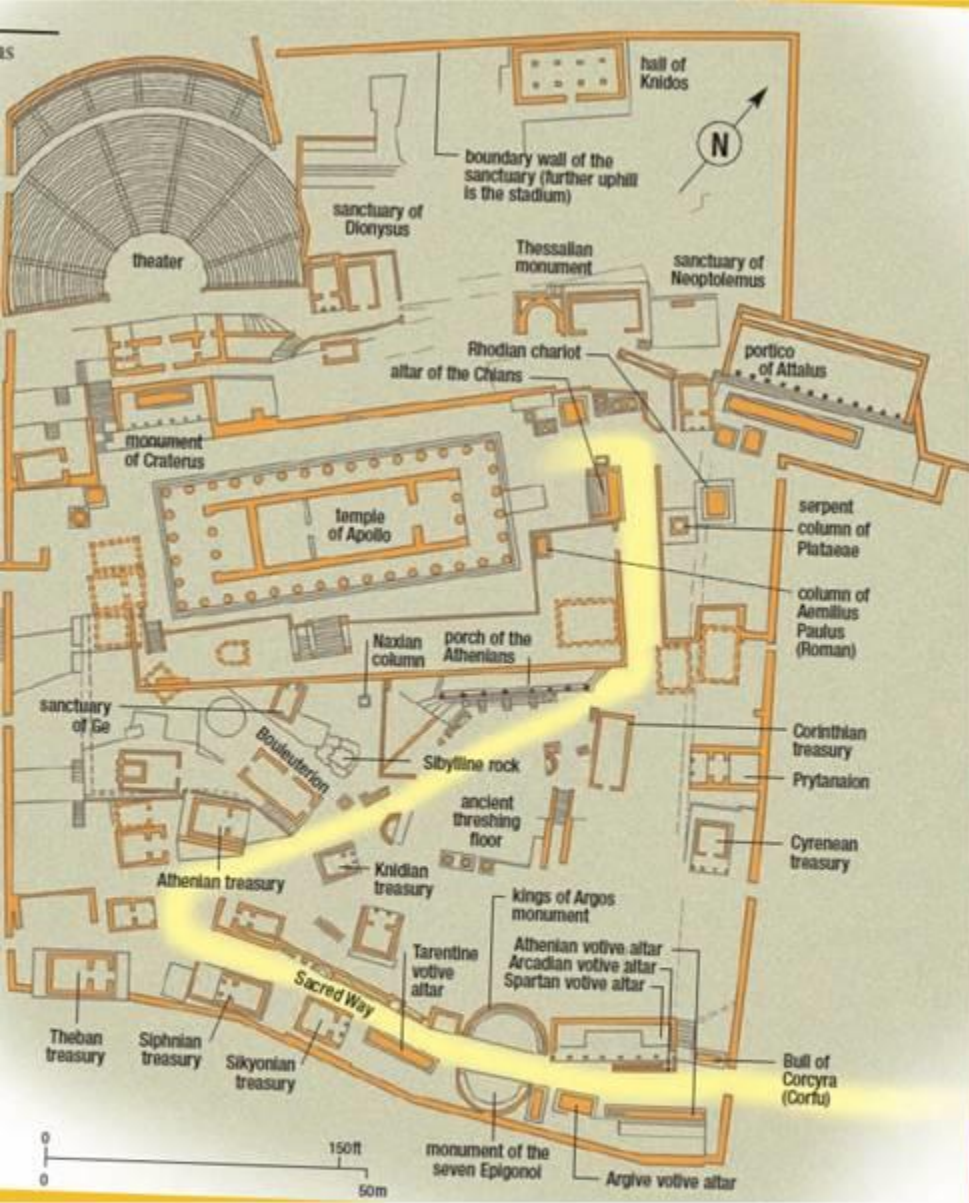 as
hall of
Knidos
N
boundary wall of the
sanctuary (further uphill
is the stadium)
sanctuary of
Dionysus
theater
Thessalian
monument
sanctuary of
Neoptolemus
Rhodian chariot
altar of the Chians
portico
of Attalus
monument
of Craterus
temple
of Apollo
serpent
column of
Plataeae
column of
Aemilius
Paulus
(Roman)
Naxian
column
porch of the
Athenians
sanctuary
of Ge
Bouleuterion
Sibylline rock
Corinthian
treasury
Prytanaion
ancient
threshing
floor
Cyrenean
treasury
Athenian treasury
Knidian
treasury
kings of Argos
monument
Athenian votive altar
Arcadian votive altar
Spartan votive altar
Tarentine
votive
altar
Sacred Way
Theban
treasury
Siphnian
treasury
Sikyonian
treasury
Bull of
Corcyra
(Corfu)
monument of the
seven Epigonoi
Argive votive altar
0
150ft
0
50m